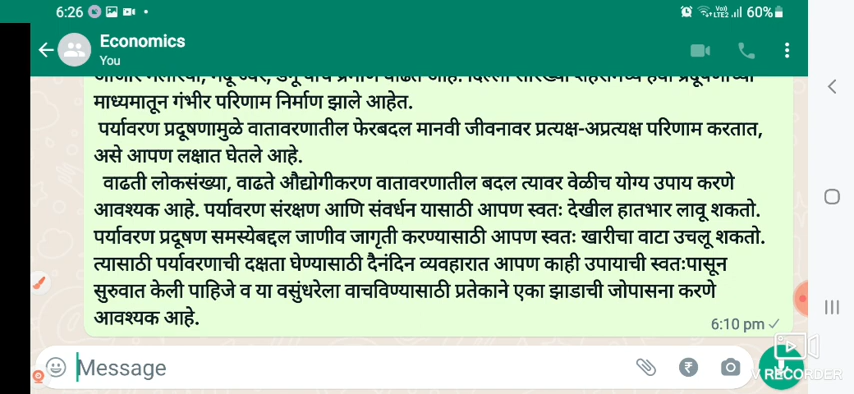 6:26
LTE2 60%
Economics
You
माध्यमातून गंभीर परिणाम निर्माण झाले आहेत.
पर्यावरण प्रदूषणामुळे वातावरणातील फेरबदल मानवी जीवनावर प्रत्यक्ष-अप्रत्यक्ष परिणाम करतात,
असे आपण लक्षात घेतले आहे.
वाढती लोकसंख्या, वाढते औद्योगीकरण वातावरणातील बदल त्यावर वेळीच योग्य उपाय करणे
आवश्यक आहे. पर्यावरण संरक्षण आणि संवर्धन यासाठी आपण स्वतः देखील हातभार लावू शकतो.
पर्यावरण प्रदूषण समस्येबद्दल जाणीव जागृती करण्यासाठी आपण स्वतः खारीचा वाटा उचलू शकतो.
त्यासाठी पर्यावरणाची दक्षता घेण्यासाठी दैनंदिन व्यवहारात आपण काही उपायाची स्वतःपासून
सुरुवात केली पाहिजे व या वसुंधरेला वाचविण्यासाठी प्रतेकाने एका झाडाची जोपासना करणे
आवश्यक आहे.
6:10 pm
Message
V RECORDER